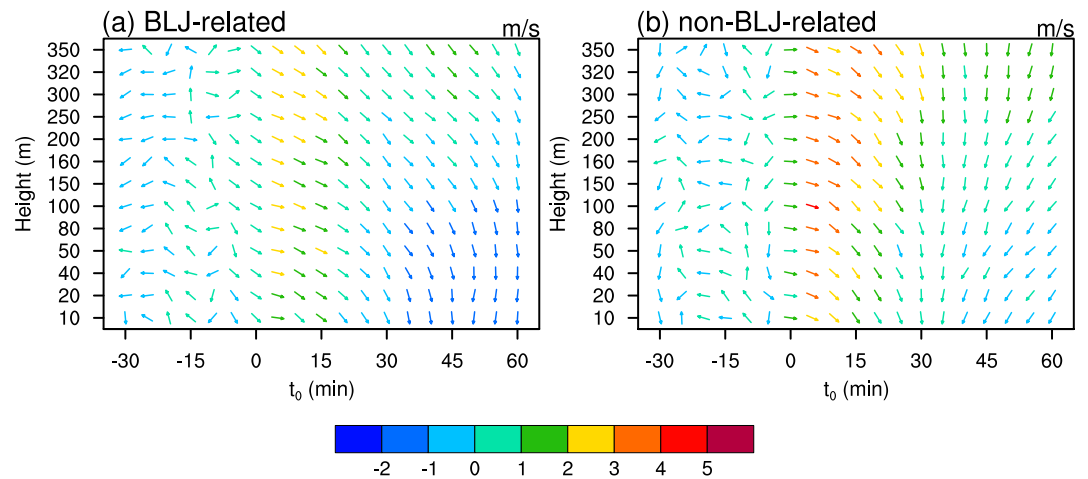 (a) BLJ-related m/s
(b) non-BLJ-related m/s
Height (m)
350
320
300
250
200
160
150
100
80
50
40
20
10
-30 -15 0 15 30 45 60
t₀ (min)
Height (m)
350
320
300
250
200
160
150
100
80
50
40
20
10
-30 -15 0 15 30 45 60
t₀ (min)
-2 -1 0 1 2 3 4 5